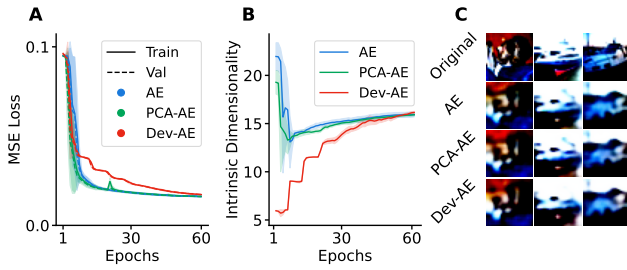 A
MSE Loss
0.1
0.0
Train
Val
AE
PCA-AE
Dev-AE
1
30
60
Epochs
B
Intrinsic Dimensionality
20
15
10
5
AE
PCA-AE
Dev-AE
1
30
60
Epochs
C
Original
AE
PCA-AE
Dev-AE